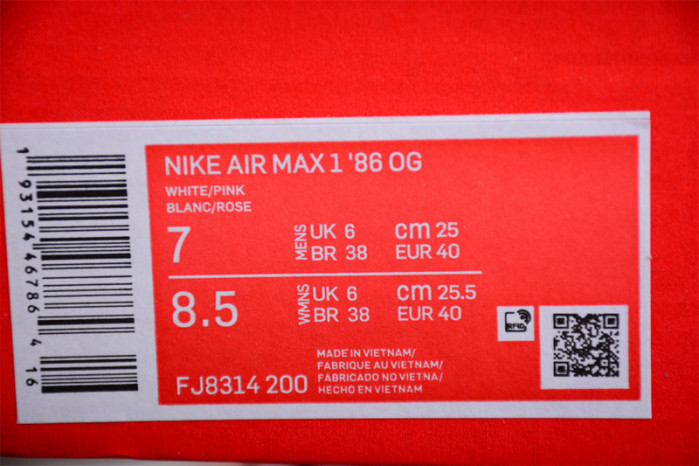 NIKE AIR MAX 1 '86 OG
WHITE/PINK
BLANC/ROSE
7 MENS UK 6 cm 25
BR 38 EUR 40
8.5 WMNS UK 6 cm 25.5
BR 38 EUR 40
RFID
MADE IN VIETNAM/
FABRIQUE AU VIETNAM/
FABRICADO NO VIETNA/
HECHO EN VIETNAM
FJ8314 200
1 93154 46786 4 16